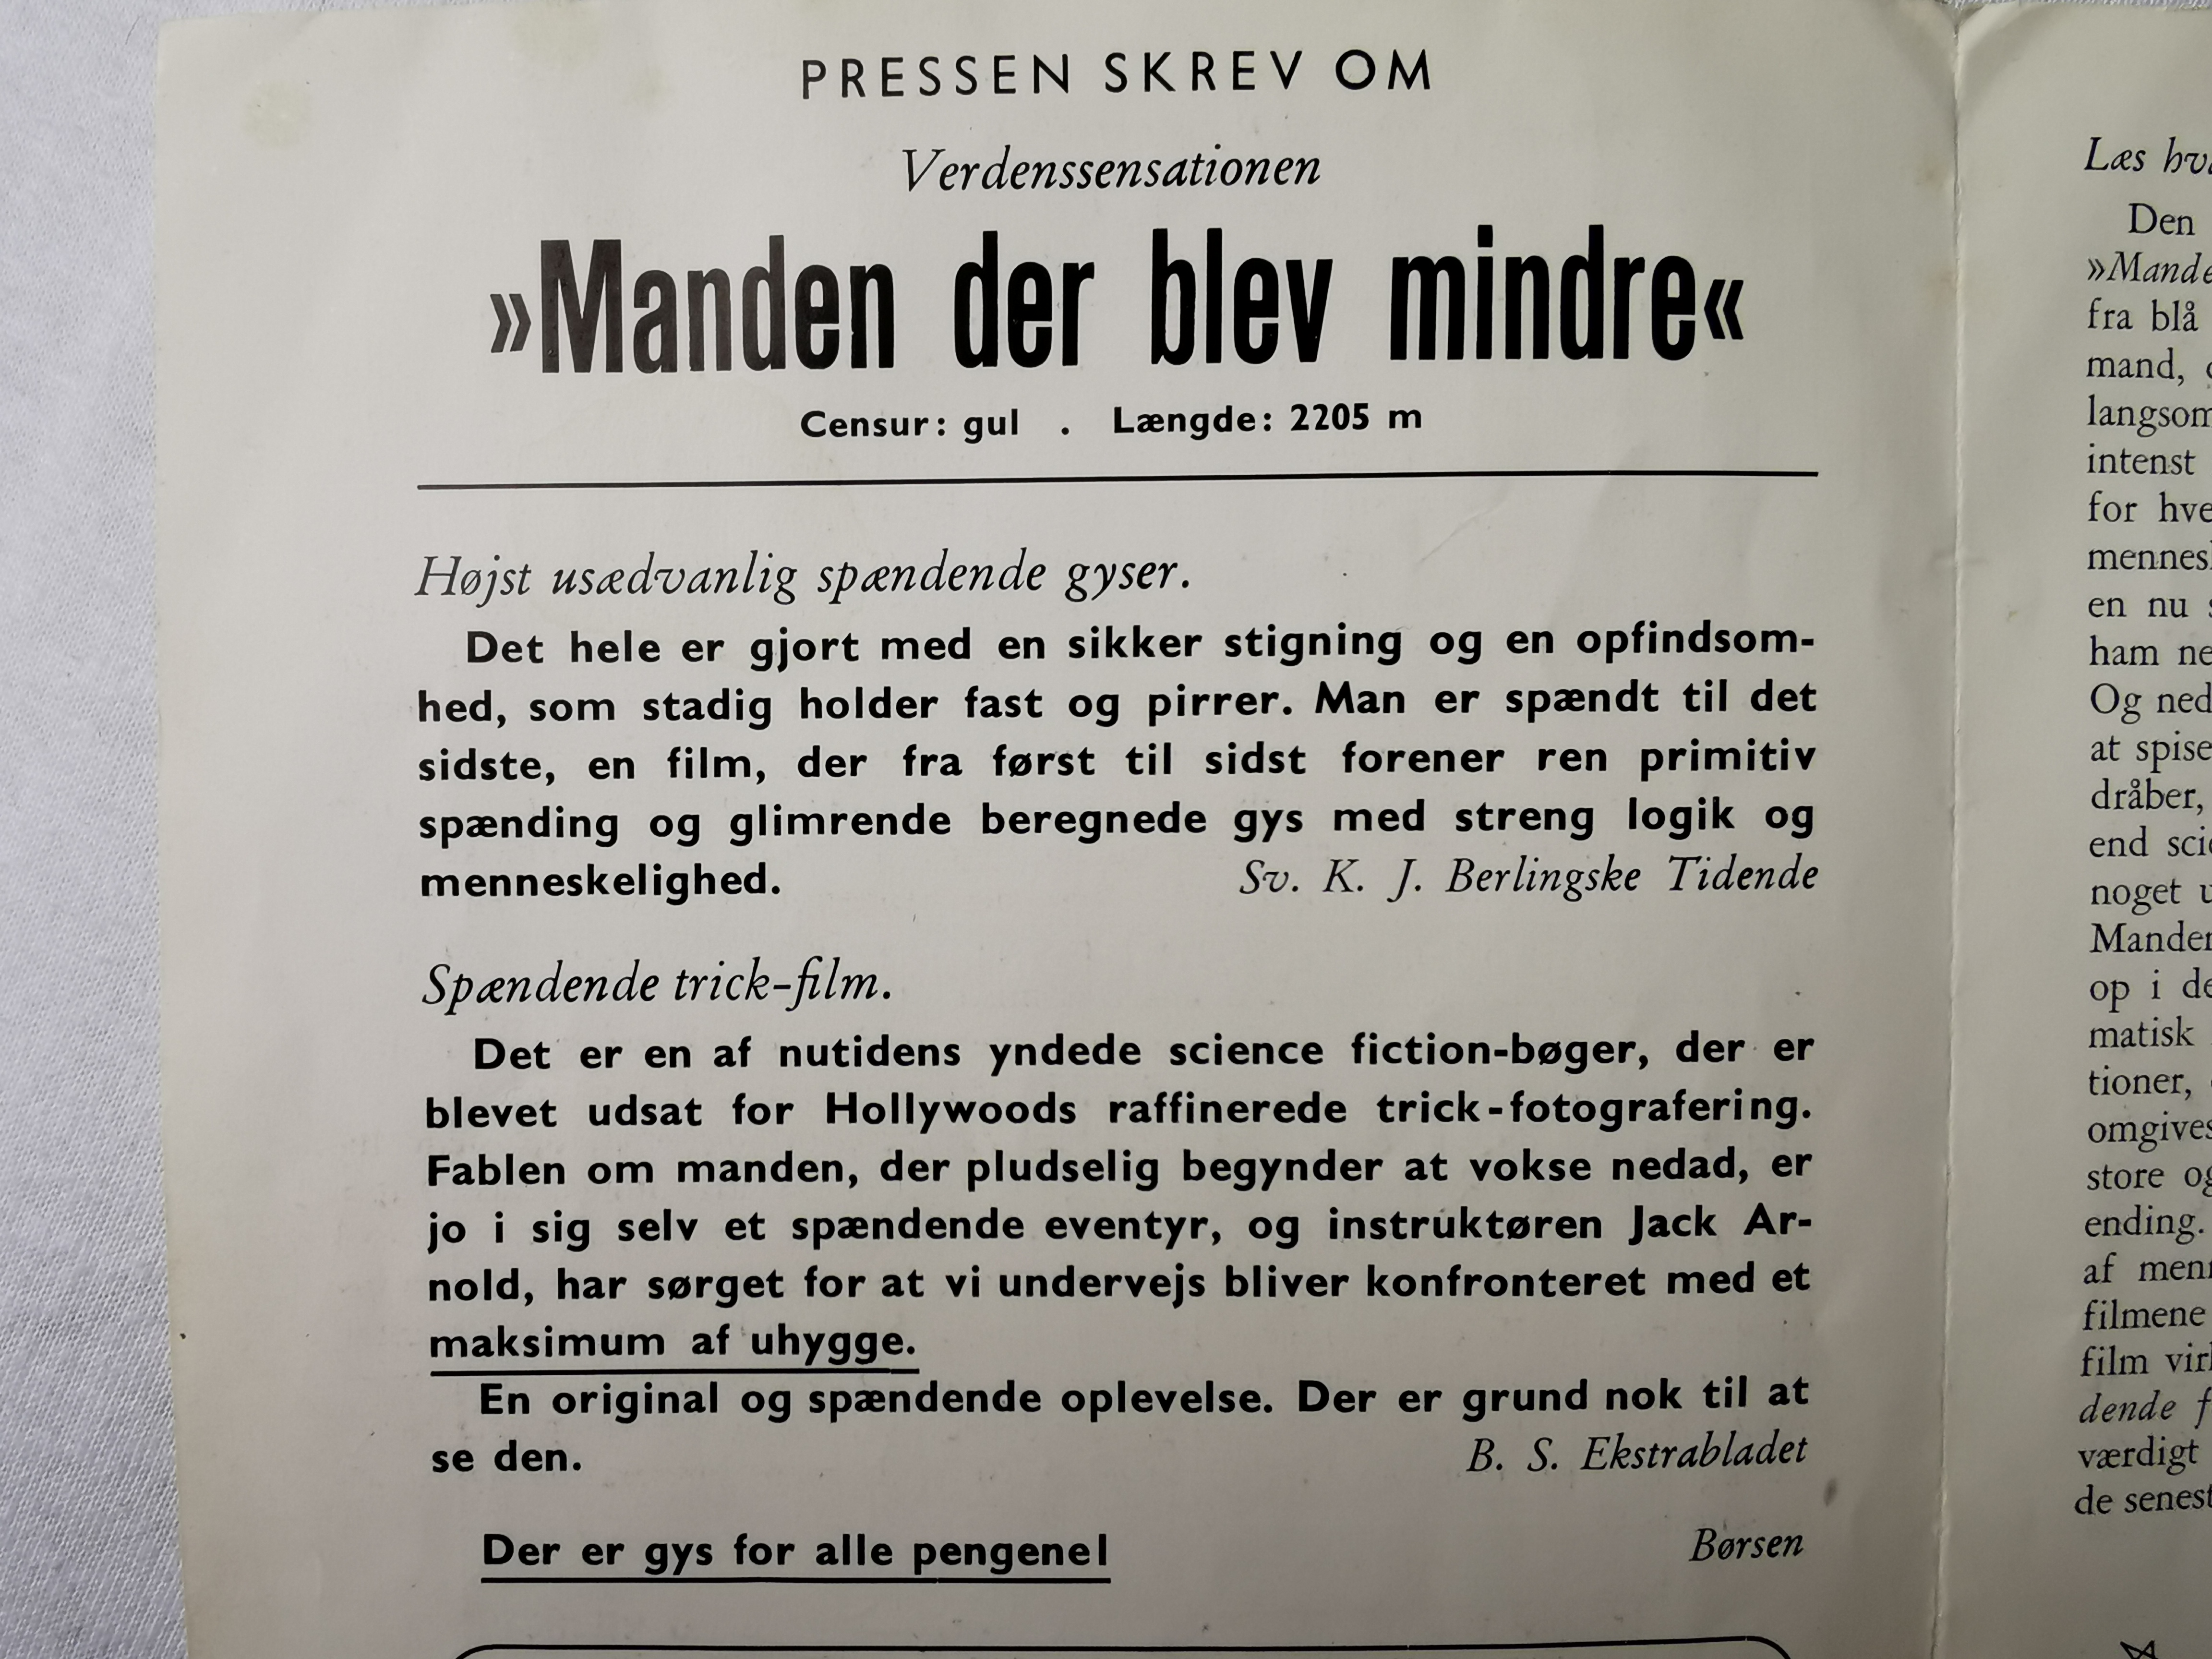 PRESSEN SKREV OM
Verdenssensationen
»Manden der blev mindre«
Censur: gul . Længde: 2205 m
Højst usædvanlig spændende gyser.
Det hele er gjort med en sikker stigning og en opfindsom-
hed, som stadig holder fast og pirrer. Man er spændt til det
sidste, en film, der fra først til sidst forener ren primitiv
spænding og glimrende beregnede gys med streng logik og
menneskelighed. Sv. K. J. Berlingske Tidende
Spændende trick-film.
Det er en af nutidens yndede science fiction-bøger, der er
blevet udsat for Hollywoods raffinerede trick-fotografering.
Fablen om manden, der pludselig begynder at vokse nedad, er
jo i sig selv et spændende eventyr, og instruktøren Jack Ar-
nold, har sørget for at vi undervejs bliver konfronteret med et
maksimum af uhygge.
En original og spændende oplevelse. Der er grund nok til at
se den. B. S. Ekstrabladet
Der er gys for alle pengene! Børsen
Læs
Den
fra blå
mand,
intenst
for
en nu
ham
Og
at
dråber,
end
noget
op i
matisk
tioner,
store
ending.
af
filmene
film
dende
værdigt
de